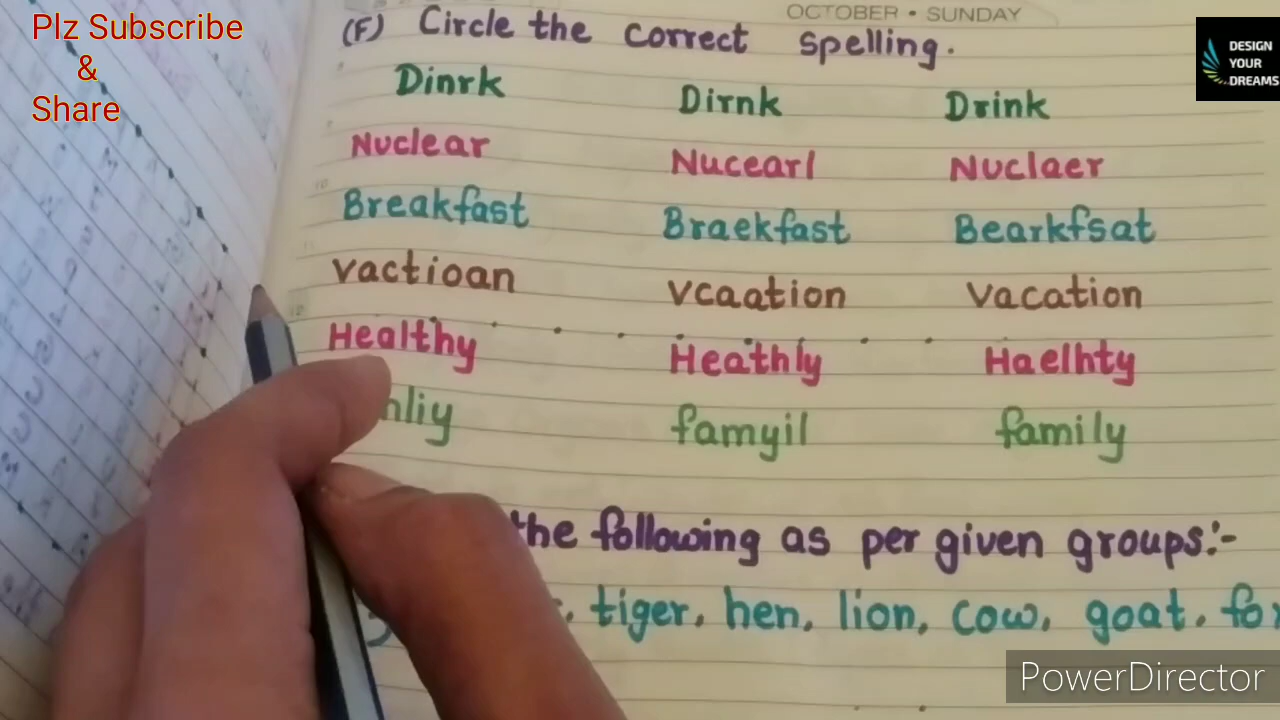 Plz Subscribe
&
Share
OCTOBER • SUNDAY
DESIGN
YOUR
DREAMS
(F) Circle the correct spelling.
Dinrk Dirnk Drink
Nuclear Nucearl Nuclaer
Breakfast Braekfast Bearkfsat
vactioan vcaation vacation
Healthy Heathly Haelhty
famyil family
the following as per given groups:-
tiger, hen, lion, cow, goat,
PowerDirector